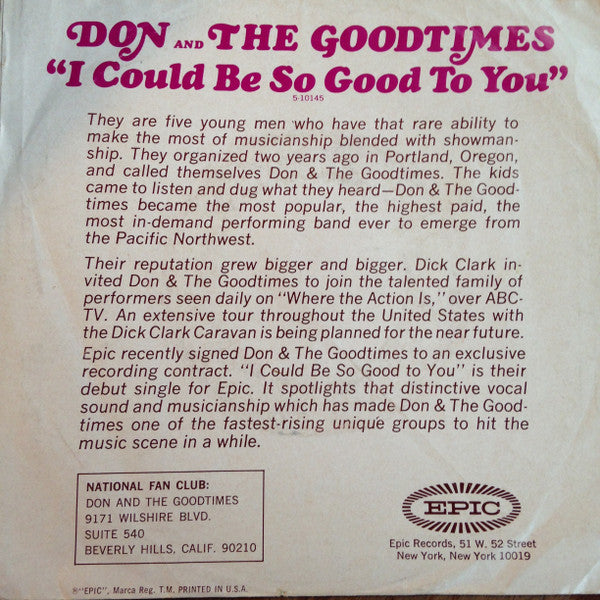 DON AND THE GOODTIMES
“I Could Be So Good To You”
5-10145
They are five young men who have that rare ability to
make the most of musicianship blended with showman-
ship. They organized two years ago in Portland, Oregon,
and called themselves Don & The Goodtimes. The kids
came to listen and dug what they heard—Don & The Good-
times became the most popular, the highest paid, the
most in-demand performing band ever to emerge from
the Pacific Northwest.
Their reputation grew bigger and bigger. Dick Clark in-
vited Don & The Goodtimes to join the talented family of
performers seen daily on “Where the Action Is,” over ABC-
TV. An extensive tour throughout the United States with
the Dick Clark Caravan is being planned for the near future.
Epic recently signed Don & The Goodtimes to an exclusive
recording contract. “I Could Be So Good to You” is their
debut single for Epic. It spotlights that distinctive vocal
sound and musicianship which has made Don & The Good-
times one of the fastest-rising unique groups to hit the
music scene in a while.
NATIONAL FAN CLUB:
DON AND THE GOODTIMES
9171 WILSHIRE BLVD.
SUITE 540
BEVERLY HILLS, CALIF. 90210
EPIC
Epic Records, 51 W. 52 Street
New York, New York 10019
®“EPIC”, Marca Reg. T.M. PRINTED IN U.S.A.